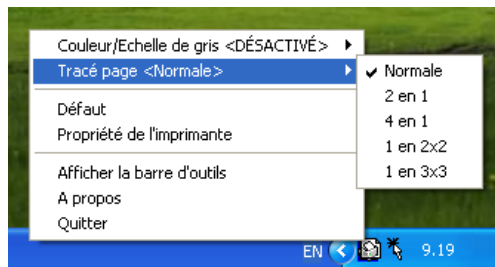 Couleur/Echelle de gris <DÉSACTIVÉ>
Tracé page <Normale>
Défaut
Propriété de l'imprimante
Afficher la barre d'outils
A propos
Quitter
Normale
2 en 1
4 en 1
1 en 2x2
1 en 3x3
EN 9.19